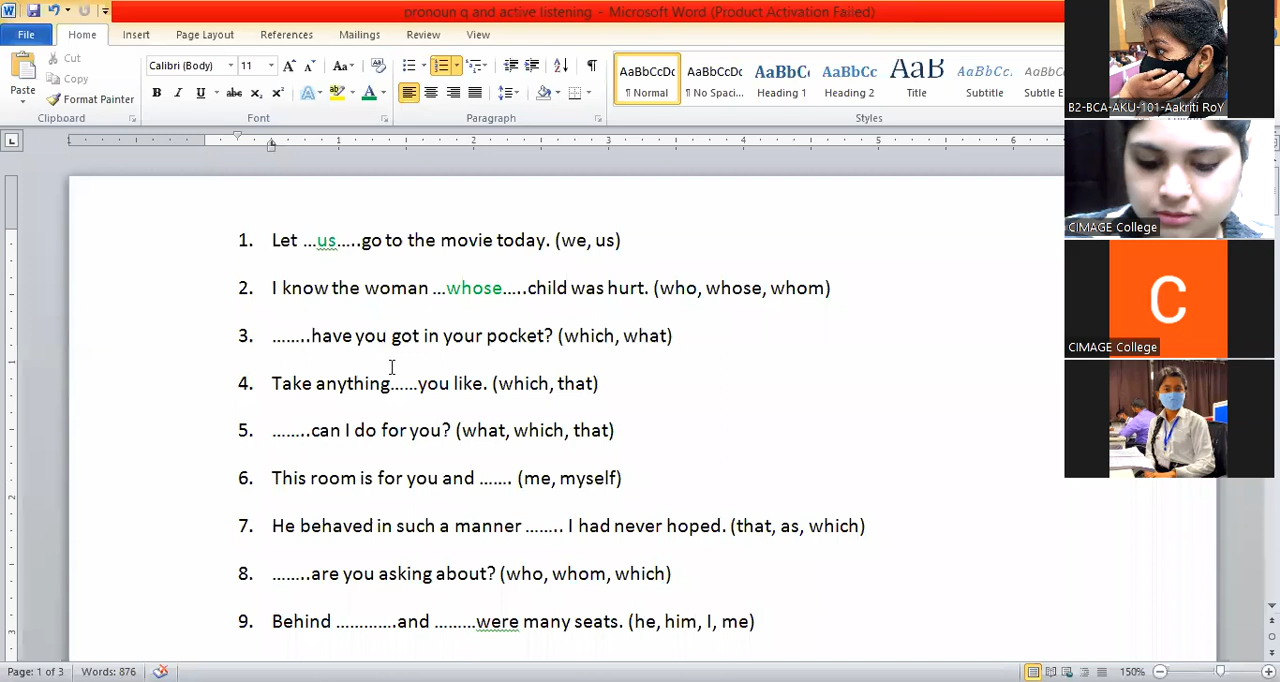 pronoun q and active listening - Microsoft Word (Product Activation Failed)
File Home Insert Page Layout References Mailings Review View
Paste
Cut
Copy
Format Painter
Clipboard
Calibri (Body) 11
Font
Paragraph
AaBbCcDc AaBbCcDc AaBbC AaBbCc AaB AaBbCc. AaBbC
¶ Normal ¶ No Spaci... Heading 1 Heading 2 Title Subtitle Subtle E
Styles
1 2 3 4 5 6
1. Let …us…..go to the movie today. (we, us)
2. I know the woman …whose…..child was hurt. (who, whose, whom)
3. ……..have you got in your pocket? (which, what)
4. Take anything……you like. (which, that)
5. ……..can I do for you? (what, which, that)
6. This room is for you and ……. (me, myself)
7. He behaved in such a manner …….. I had never hoped. (that, as, which)
8. ……..are you asking about? (who, whom, which)
9. Behind ………….and ………were many seats. (he, him, I, me)
Page: 1 of 3 Words: 876 150%
B2-BCA-AKU-101-Aakriti RoY
CIMAGE College
C
CIMAGE College